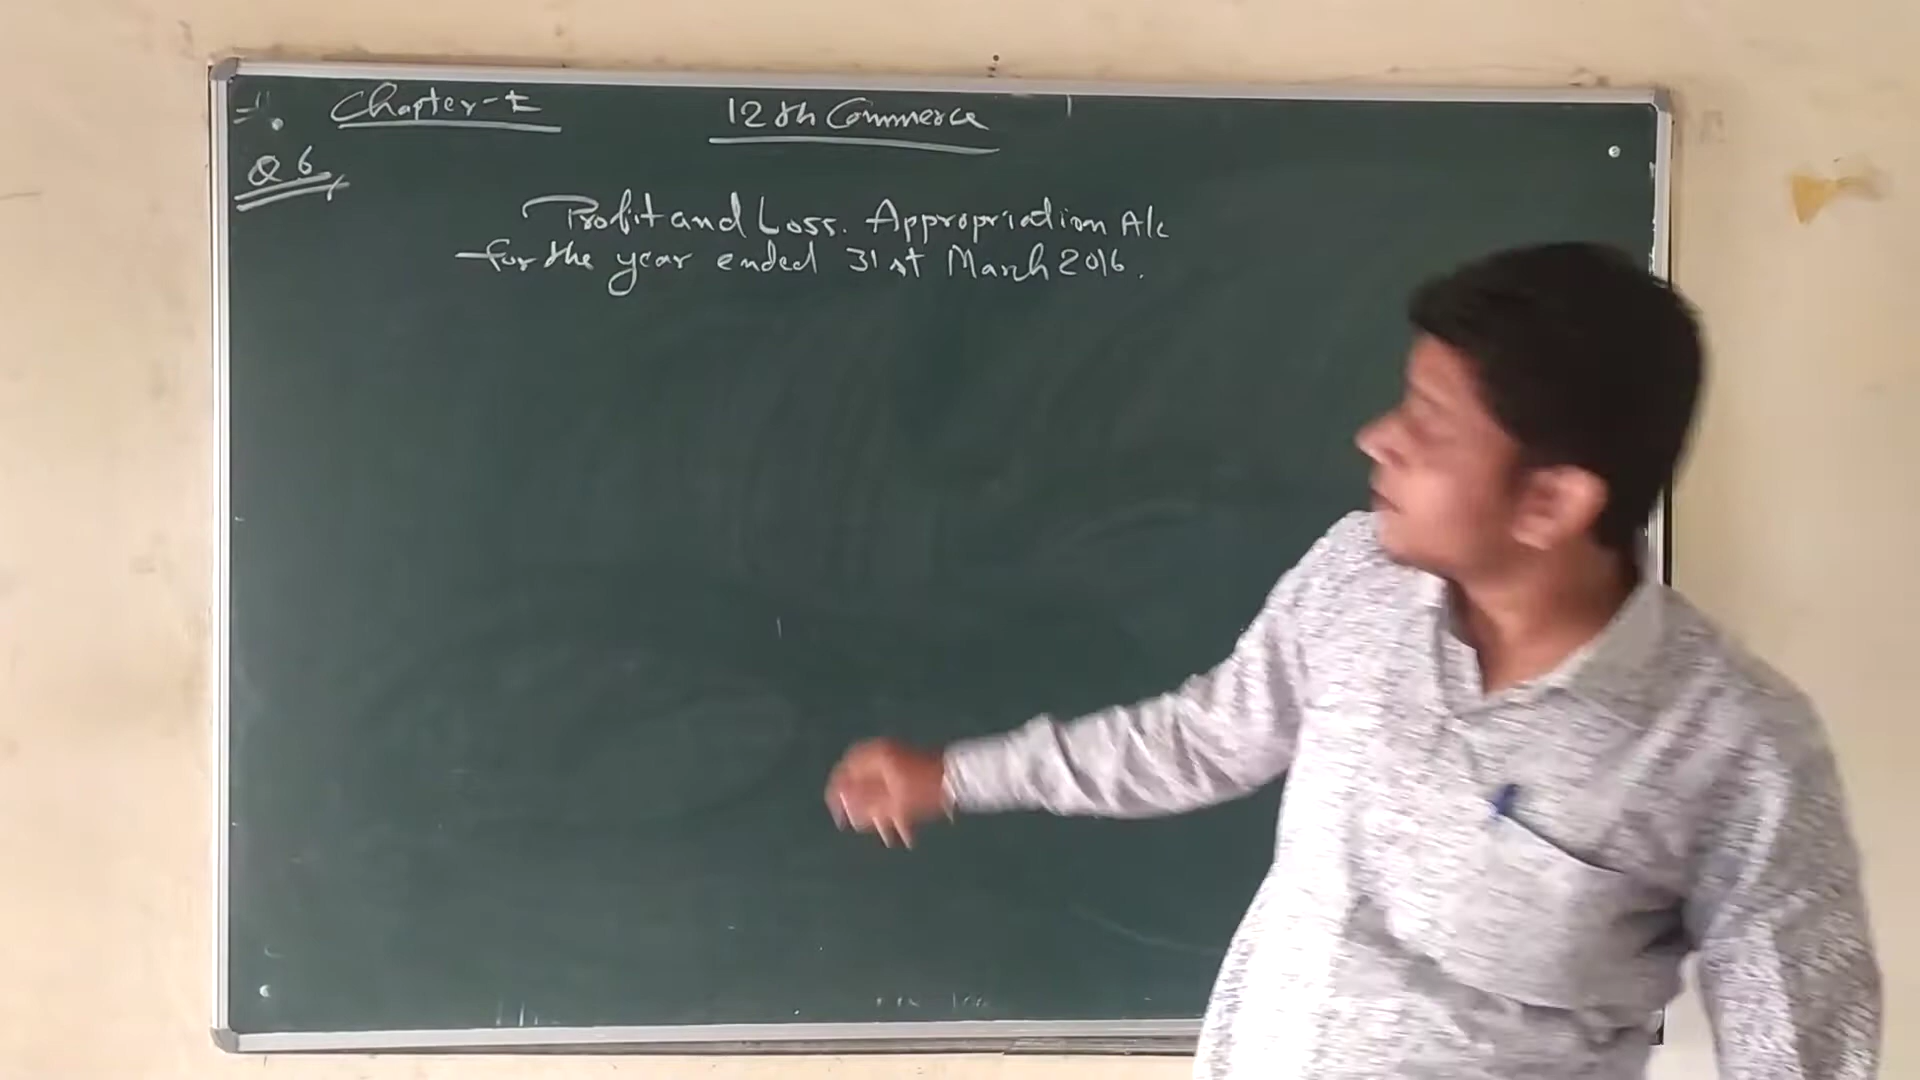 Chapter-I 12th Commerce
Q 6
Profit and Loss. Appropriation A/c
for the year ended 31st March 2016.